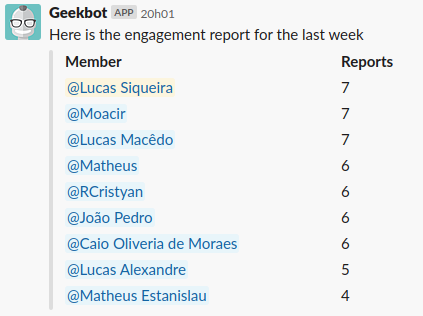 Geekbot APP 20h01
Here is the engagement report for the last week
Member Reports
@Lucas Siqueira 7
@Moacir 7
@Lucas Macêdo 7
@Matheus 6
@RCristyan 6
@João Pedro 6
@Caio Oliveria de Moraes 6
@Lucas Alexandre 5
@Matheus Estanislau 4